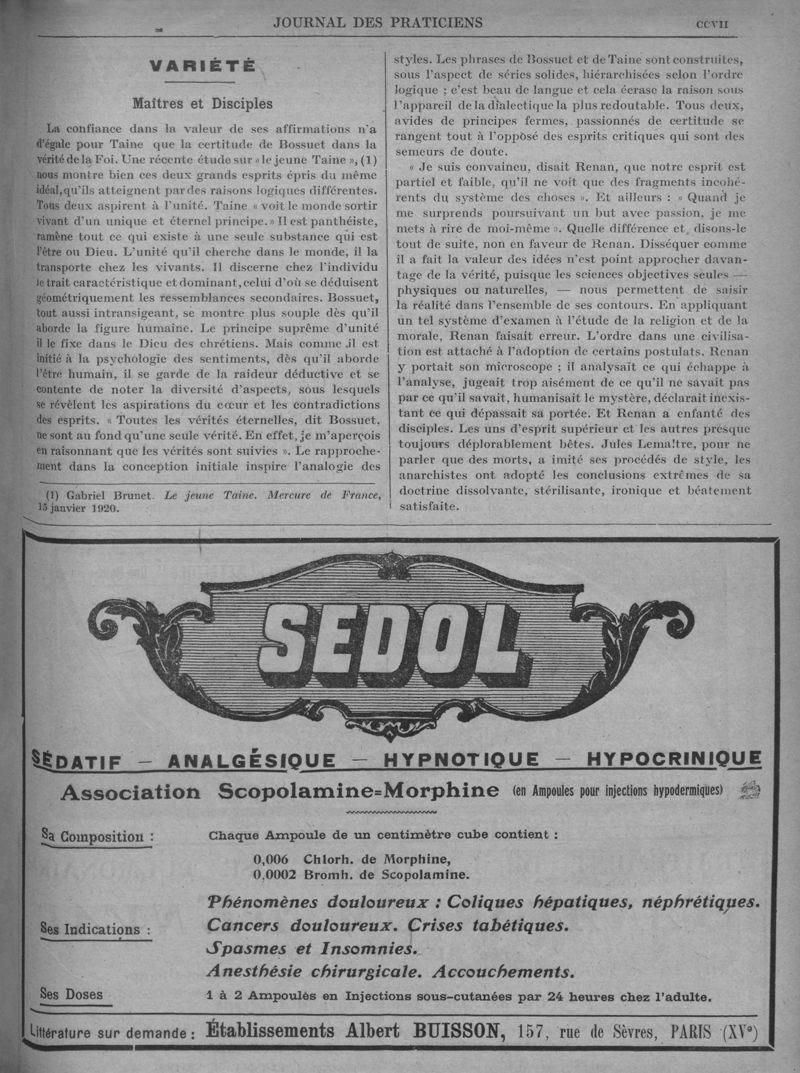 JOURNAL DES PRATICIENS
CCVII
VARIÉTÉ
Maîtres et Disciples
La confiance dans la valeur de ses affirmations n'a
d'égale pour Taine que la certitude de Bossuet dans la
vérité de la Foi. Une récente étude sur « le jeune Taine », (1)
nous montre bien ces deux grands esprits épris du même
idéal, qu'ils atteignent par des raisons logiques différentes.
Tous deux aspirent à l'unité. Taine « voit le monde sortir
vivant d'un unique et éternel principe. » Il est panthéiste,
ramène tout ce qui existe à une seule substance qui est
l'être ou Dieu. L'unité qu'il cherche dans le monde, il la
transporte chez les vivants. Il discerne chez l'individu
le trait caractéristique et dominant, celui d'où se déduisent
géométriquement les ressemblances secondaires. Bossuet,
tout aussi intransigeant, se montre plus souple dès qu'il
aborde la figure humaine. Le principe suprême d'unité
il le fixe dans le Dieu des chrétiens. Mais comme il est
initié à la psychologie des sentiments, dès qu'il aborde
l'être humain, il se garde de la raideur déductive et se
contente de noter la diversité d'aspects, sous lesquels
se révèlent les aspirations du cœur et les contradictions
des esprits. « Toutes les vérités éternelles, dit Bossuet,
ne sont au fond qu'une seule vérité. En effet, je m'aperçois
en raisonnant que les vérités sont suivies ». Le rapproche-
ment dans la conception initiale inspire l'analogie des
(1) Gabriel Brunet. Le jeune Taine. Mercure de France,
15 janvier 1920.
styles. Les phrases de Bossuet et de Taine sont construites,
sous l'aspect de séries solides, hiérarchisées selon l'ordre
logique ; c'est beau de langue et cela écrase la raison sous
l'appareil de la dialectique la plus redoutable. Tous deux,
avides de principes fermes, passionnés de certitude se
rangent tout à l'opposé des esprits critiques qui sont des
semeurs de doute.
« Je suis convaincu, disait Renan, que notre esprit est
partiel et faible, qu'il ne voit que des fragments incohé-
rents du système des choses ». Et ailleurs : « Quand je
me surprends poursuivant un but avec passion, je me
mets à rire de moi-même ». Quelle différence et, disons-le
tout de suite, non en faveur de Renan. Disséquer comme
il a fait la valeur des idées n'est point approcher davan-
tage de la vérité, puisque les sciences objectives seules —
physiques ou naturelles, — nous permettent de saisir
la réalité dans l'ensemble de ses contours. En appliquant
un tel système d'examen à l'étude de la religion et de la
morale, Renan faisait erreur. L'ordre dans une civilisa-
tion est attaché à l'adoption de certains postulats. Renan
y portait son microscope ; il analysait ce qui échappe à
l'analyse, jugeait trop aisément de ce qu'il ne savait pas
par ce qu'il savait, humanisait le mystère, déclarait inexis-
tant ce qui dépassait sa portée. Et Renan a enfanté des
disciples. Les uns d'esprit supérieur et les autres presque
toujours déplorablement bêtes. Jules Lemaître, pour ne
parler que des morts, a imité ses procédés de style, les
anarchistes ont adopté les conclusions extrêmes de sa
doctrine dissolvante, stérilisante, ironique et béatement
satisfaite.
SEDOL
SÉDATIF — ANALGÉSIQUE — HYPNOTIQUE — HYPOCRINIQUE
Association Scopolamine=Morphine (en Ampoules pour injections hypodermiques)
Sa Composition : Chaque Ampoule de un centimètre cube contient :
0,006 Chlorh. de Morphine,
0,0002 Bromh. de Scopolamine.
Ses Indications : Phénomènes douloureux : Coliques hépatiques, néphrétiques.
Cancers douloureux. Crises tabétiques.
Spasmes et Insomnies.
Anesthésie chirurgicale. Accouchements.
Ses Doses 1 à 2 Ampoules en Injections sous-cutanées par 24 heures chez l'adulte.
Littérature sur demande : Établissements Albert BUISSON, 157, rue de Sèvres, PARIS (XVe)